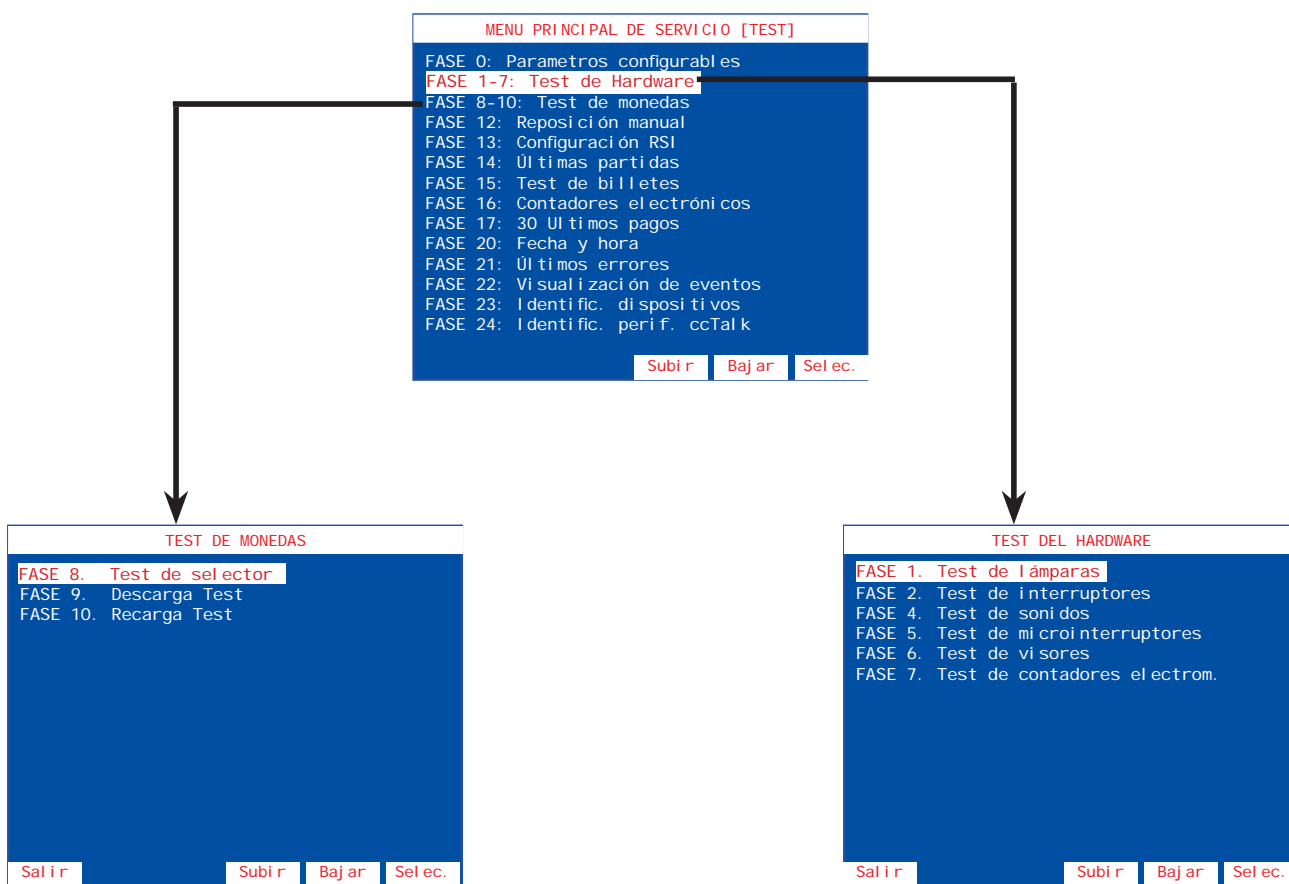 MENU PRINCIPAL DE SERVICIO [TEST]
FASE 0: Parametros configurables
FASE 1-7: Test de Hardware
FASE 8-10: Test de monedas
FASE 12: Reposición manual
FASE 13: Configuración RSI
FASE 14: Últimas partidas
FASE 15: Test de billetes
FASE 16: Contadores electrónicos
FASE 17: 30 Ultimos pagos
FASE 20: Fecha y hora
FASE 21: Últimos errores
FASE 22: Visualización de eventos
FASE 23: Identific. dispositivos
FASE 24: Identific. perif. ccTalk
Subir Bajar Selec.
TEST DE MONEDAS
FASE 8. Test de selector
FASE 9. Descarga Test
FASE 10. Recarga Test
Salir Subir Bajar Selec.
TEST DEL HARDWARE
FASE 1. Test de lámparas
FASE 2. Test de interruptores
FASE 4. Test de sonidos
FASE 5. Test de microinterruptores
FASE 6. Test de visores
FASE 7. Test de contadores electrom.
Salir Subir Bajar Selec.